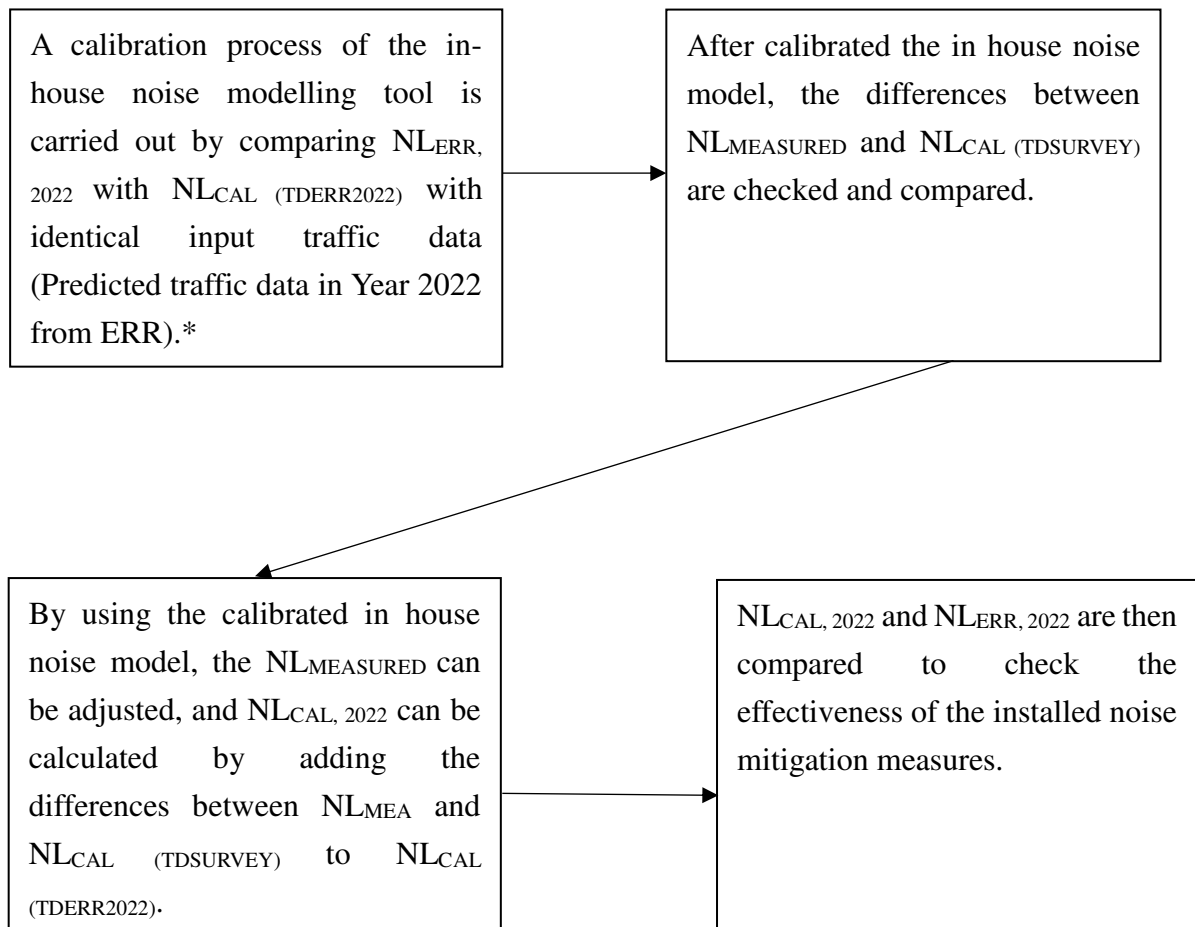 A calibration process of the in-
house noise modelling tool is
carried out by comparing NLERR,
2022 with NLCAL (TDERR2022) with
identical input traffic data
(Predicted traffic data in Year 2022
from ERR).*
After calibrated the in house noise
model, the differences between
NLMEASURED and NLCAL (TDSURVEY)
are checked and compared.
By using the calibrated in house
noise model, the NLMEASURED can
be adjusted, and NLCAL, 2022 can be
calculated by adding the
differences between NLMEA and
NLCAL (TDSURVEY) to NLCAL
(TDERR2022).
NLCAL, 2022 and NLERR, 2022 are then
compared to check the
effectiveness of the installed noise
mitigation measures.